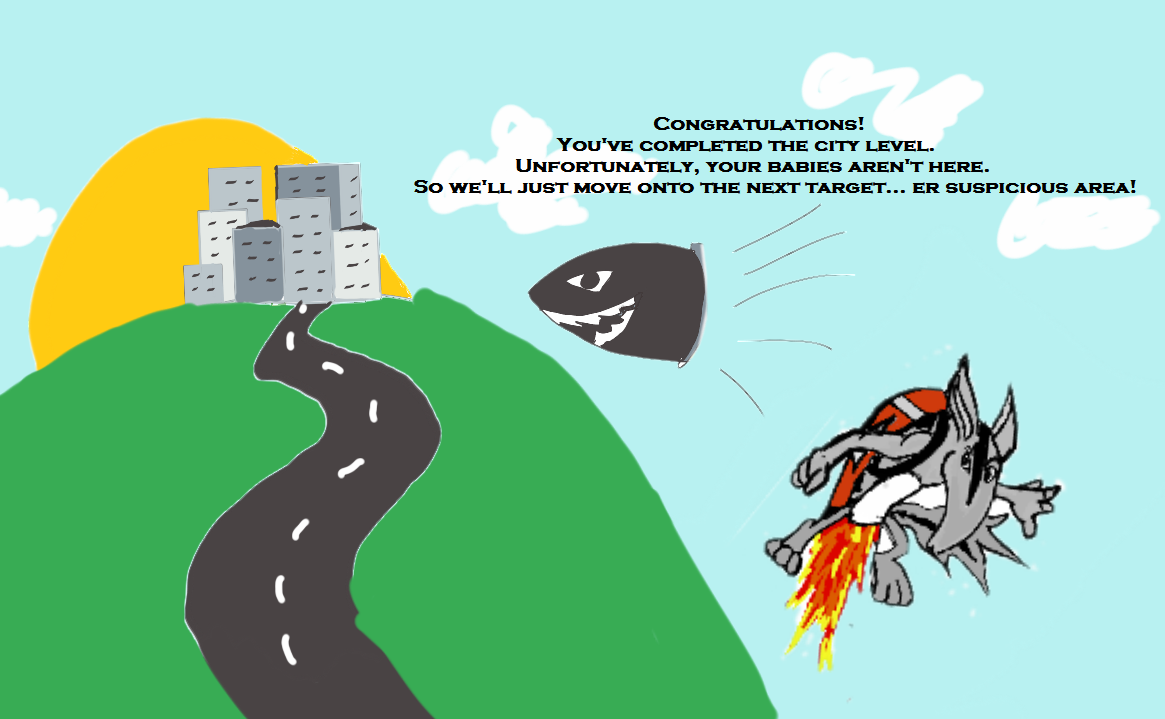 Congratulations!
You've completed the city level.
Unfortunately, your babies aren't here.
So we'll just move onto the next target... er suspicious area!